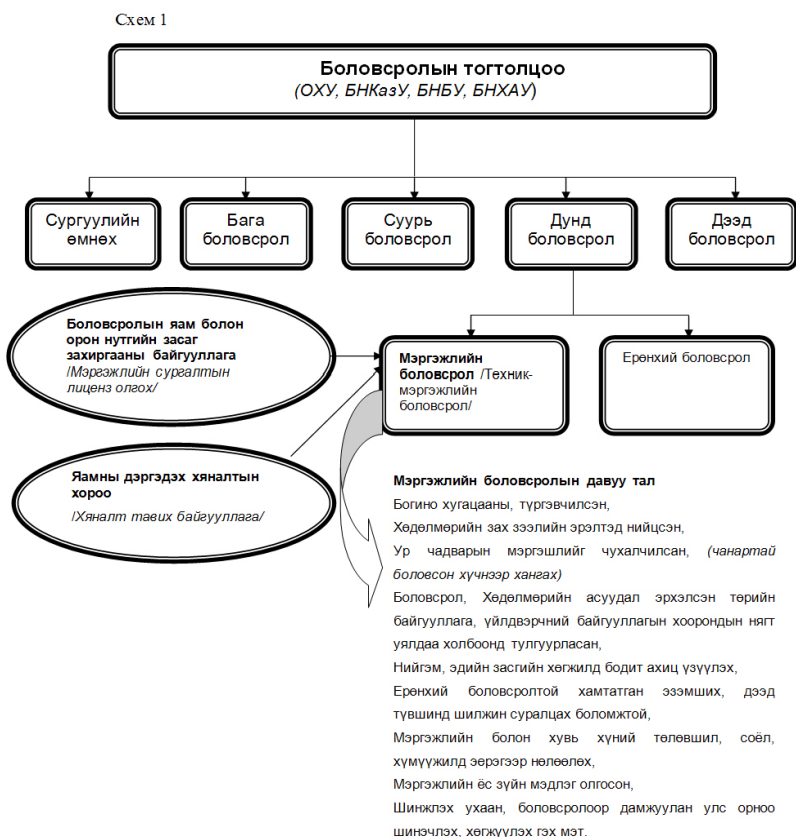 Схем 1
Боловсролын тогтолцоо
(ОХУ, БНКазУ, БНБУ, БНХАУ)
Сургуулийн
өмнөх
Бага
боловсрол
Суурь
боловсрол
Дунд
боловсрол
Дээд
боловсрол
Боловсролын яам болон
орон нутгийн засаг
захиргааны байгууллага
/Мэргэжлийн сургалтын
лиценз олгох/
Мэргэжлийн
боловсрол /Техник-
мэргэжлийн
боловсрол/
Ерөнхий боловсрол
Яамны дэргэдэх хяналтын
хороо
/Хяналт тавих байгууллага/
Мэргэжлийн боловсролын давуу тал
Богино хугацааны, түргэвчилсэн,
Хөдөлмөрийн зах зээлийн эрэлтэд нийцсэн,
Ур чадварын мэргэшлийг чухалчилсан, (чанартай
боловсон хүчнээр хангах)
Боловсрол, Хөдөлмөрийн асуудал эрхэлсэн төрийн
байгууллага, үйлдвэрчний байгууллагын хоорондын нягт
уялдаа холбоонд тулгуурласан,
Нийгэм, эдийн засгийн хөгжилд бодит ахиц үзүүлэх,
Ерөнхий боловсролтой хамтатган эзэмших, дээд
түвшинд шилжин суралцах боломжтой,
Мэргэжлийн болон хувь хүний төлөвшил, соёл,
хүмүүжилд эерэгээр нөлөөлөх,
Мэргэжлийн ёс зүйн мэдлэг олгосон,
Шинжлэх ухаан, боловсролоор дамжуулан улс орноо
шинэчлэх, хөгжүүлэх гэх мэт.